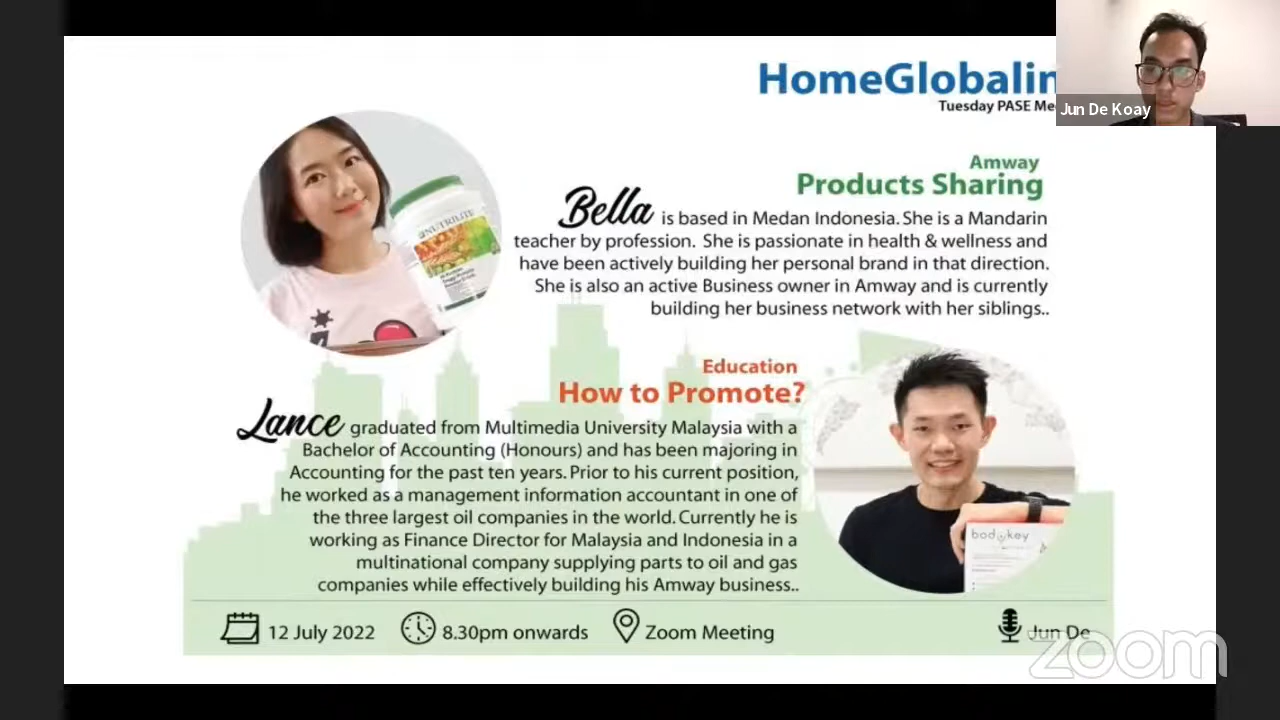 HomeGlobalin
Tuesday PASE Me
Jun De Koay
Amway
Products Sharing
Bella is based in Medan Indonesia. She is a Mandarin
teacher by profession. She is passionate in health & wellness and
have been actively building her personal brand in that direction.
She is also an active Business owner in Amway and is currently
building her business network with her siblings..
NUTRILITE
Education
How to Promote?
Lance graduated from Multimedia University Malaysia with a
Bachelor of Accounting (Honours) and has been majoring in
Accounting for the past ten years. Prior to his current position,
he worked as a management information accountant in one of
the three largest oil companies in the world. Currently he is
working as Finance Director for Malaysia and Indonesia in a
multinational company supplying parts to oil and gas
companies while effectively building his Amway business..
bodykey
12 July 2022
8.30pm onwards
Zoom Meeting
Jun De
zoom